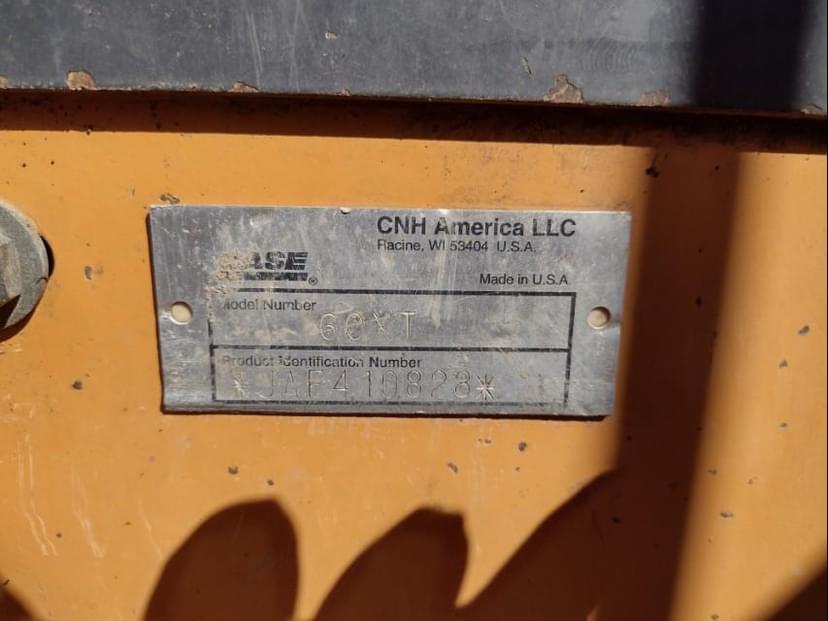 CNH America LLC
Racine, WI 53404 U.S.A.
CASE®
Made in U.S.A.
Model Number
60XT
Product Identification Number
*JAF410828*